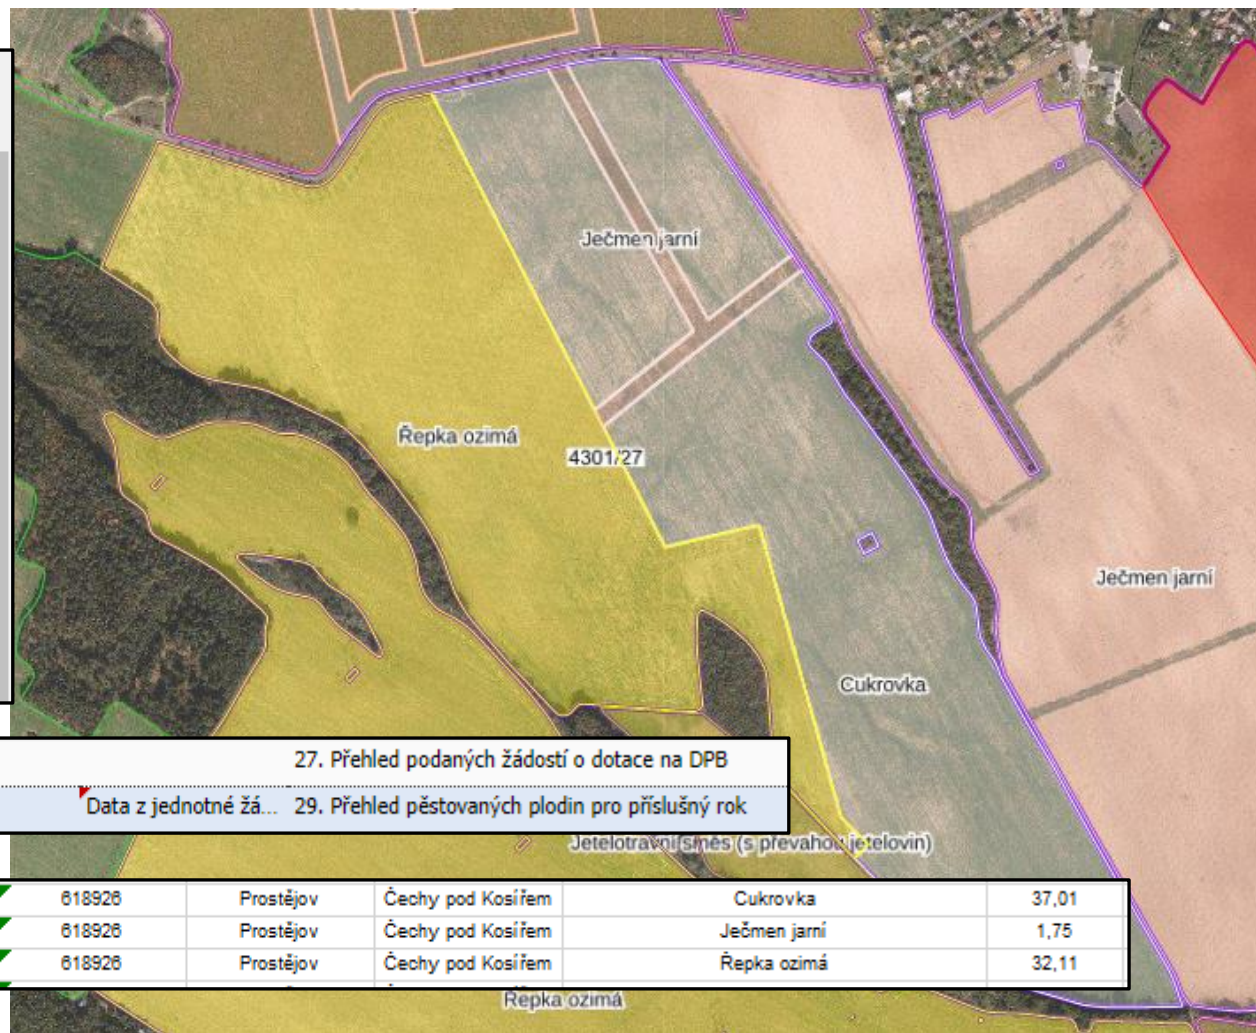 Ječmen jarní
Řepka ozimá
4301/27
Ječmen jarní
Cukrovka
27. Přehled podaných žádostí o dotace na DPB
Data z jednotné žá... 29. Přehled pěstovaných plodin pro příslušný rok
Jetelotravní směs (s převahou jetelovin)
618926 Prostějov Čechy pod Kosířem Cukrovka 37,01
618926 Prostějov Čechy pod Kosířem Ječmen jarní 1,75
618926 Prostějov Čechy pod Kosířem Řepka ozimá 32,11
Řepka ozimá